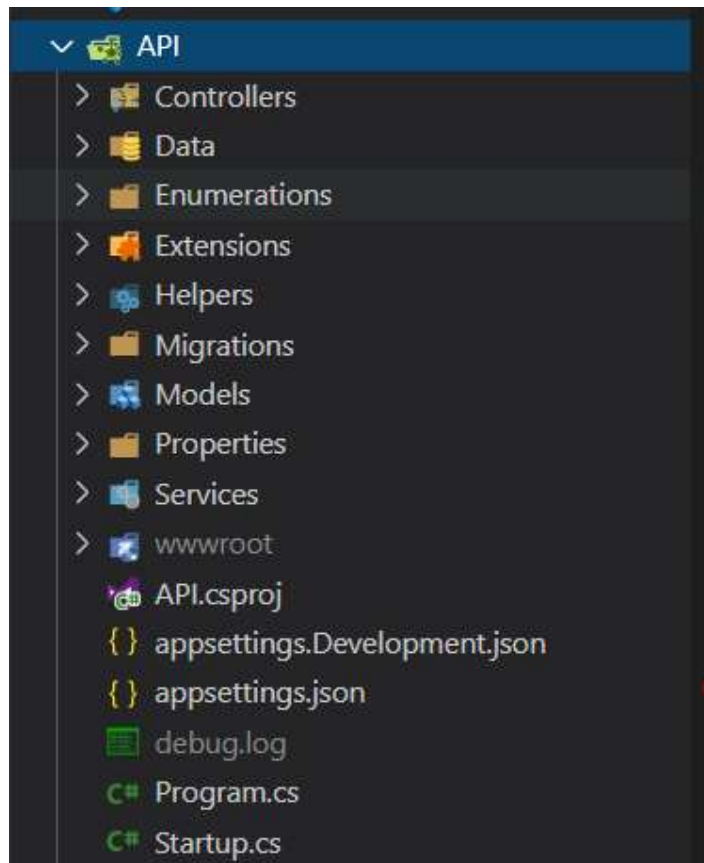 API
Controllers
Data
Enumerations
Extensions
Helpers
Migrations
Models
Properties
Services
wwwroot
API.csproj
{ } appsettings.Development.json
{ } appsettings.json
debug.log
C# Program.cs
C# Startup.cs